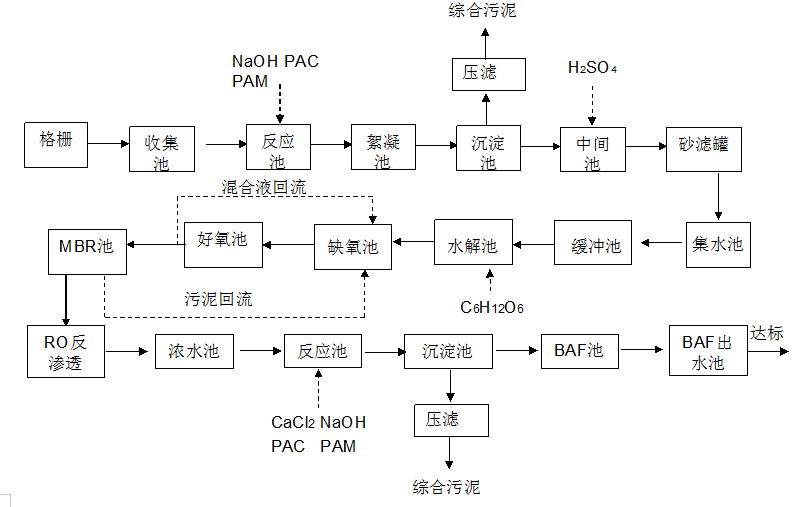 综合污泥
NaOH PAC
PAM
压滤
H2SO4
格栅
收集
池
反应
池
絮凝
池
沉淀
池
中间
池
砂滤罐
混合液回流
MBR池
好氧池
缺氧池
水解池
缓冲池
集水池
污泥回流
C6H12O6
RO反
渗透
浓水池
反应池
沉淀池
BAF池
BAF出
水池
达标
CaCl2 NaOH
PAC PAM
压滤
综合污泥